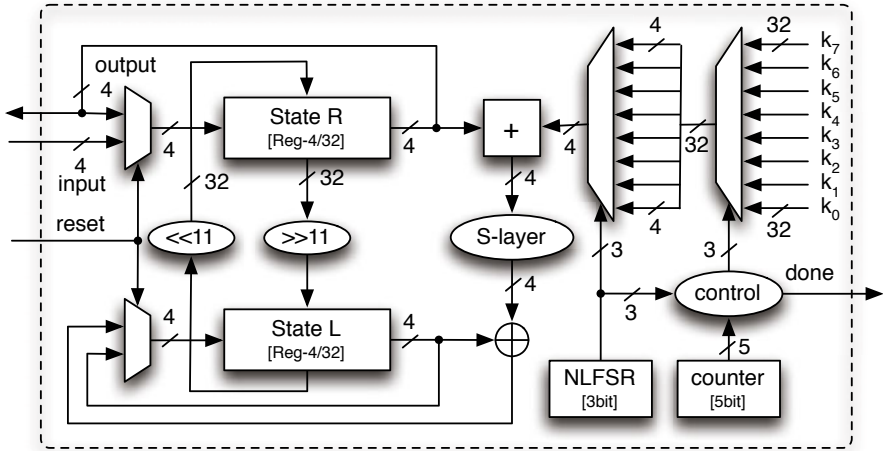 output
4
input
4
reset
4
State R
[Reg-4/32]
4
32
32
<<11
>>11
4
State L
[Reg-4/32]
4
+
4
4
S-layer
4
4
4
3
32
32
k7
k6
k5
k4
k3
k2
k1
k0
32
3
3
control
done
5
NLFSR
[3bit]
counter
[5bit]